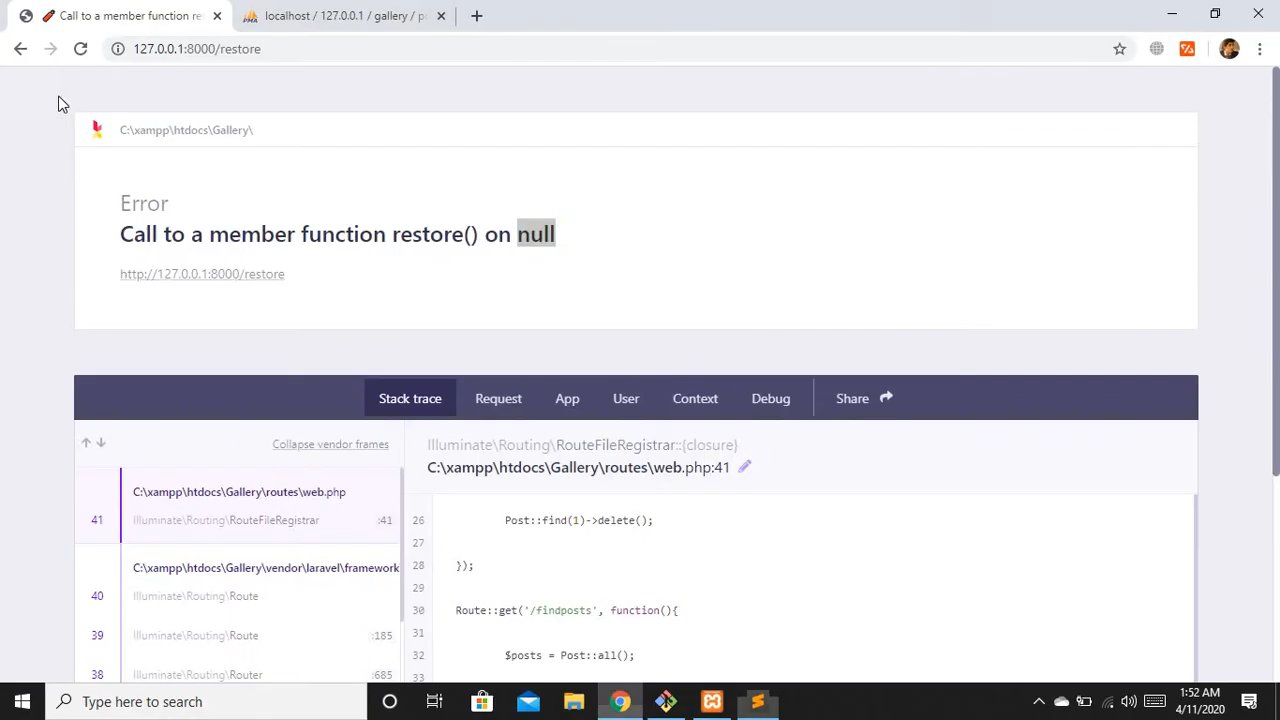 Call to a member function re
localhost / 127.0.0.1 / gallery / p
127.0.0.1:8000/restore
C:\xampp\htdocs\Gallery\
Error
Call to a member function restore() on null
http://127.0.0.1:8000/restore
Stack trace
Request
App
User
Context
Debug
Share
Collapse vendor frames
C:\xampp\htdocs\Gallery\routes\web.php
41 Illuminate\Routing\RouteFileRegistrar :41
C:\xampp\htdocs\Gallery\vendor\laravel\framework
40 Illuminate\Routing\Route
39 Illuminate\Routing\Route :185
38 Illuminate\Routing\Router :685
Illuminate\Routing\RouteFileRegistrar::{closure}
C:\xampp\htdocs\Gallery\routes\web.php:41
26 Post::find(1)->delete();
27
28 });
29
30 Route::get('/findposts', function(){
31
32 $posts = Post::all();
33
Type here to search
1:52 AM
4/11/2020